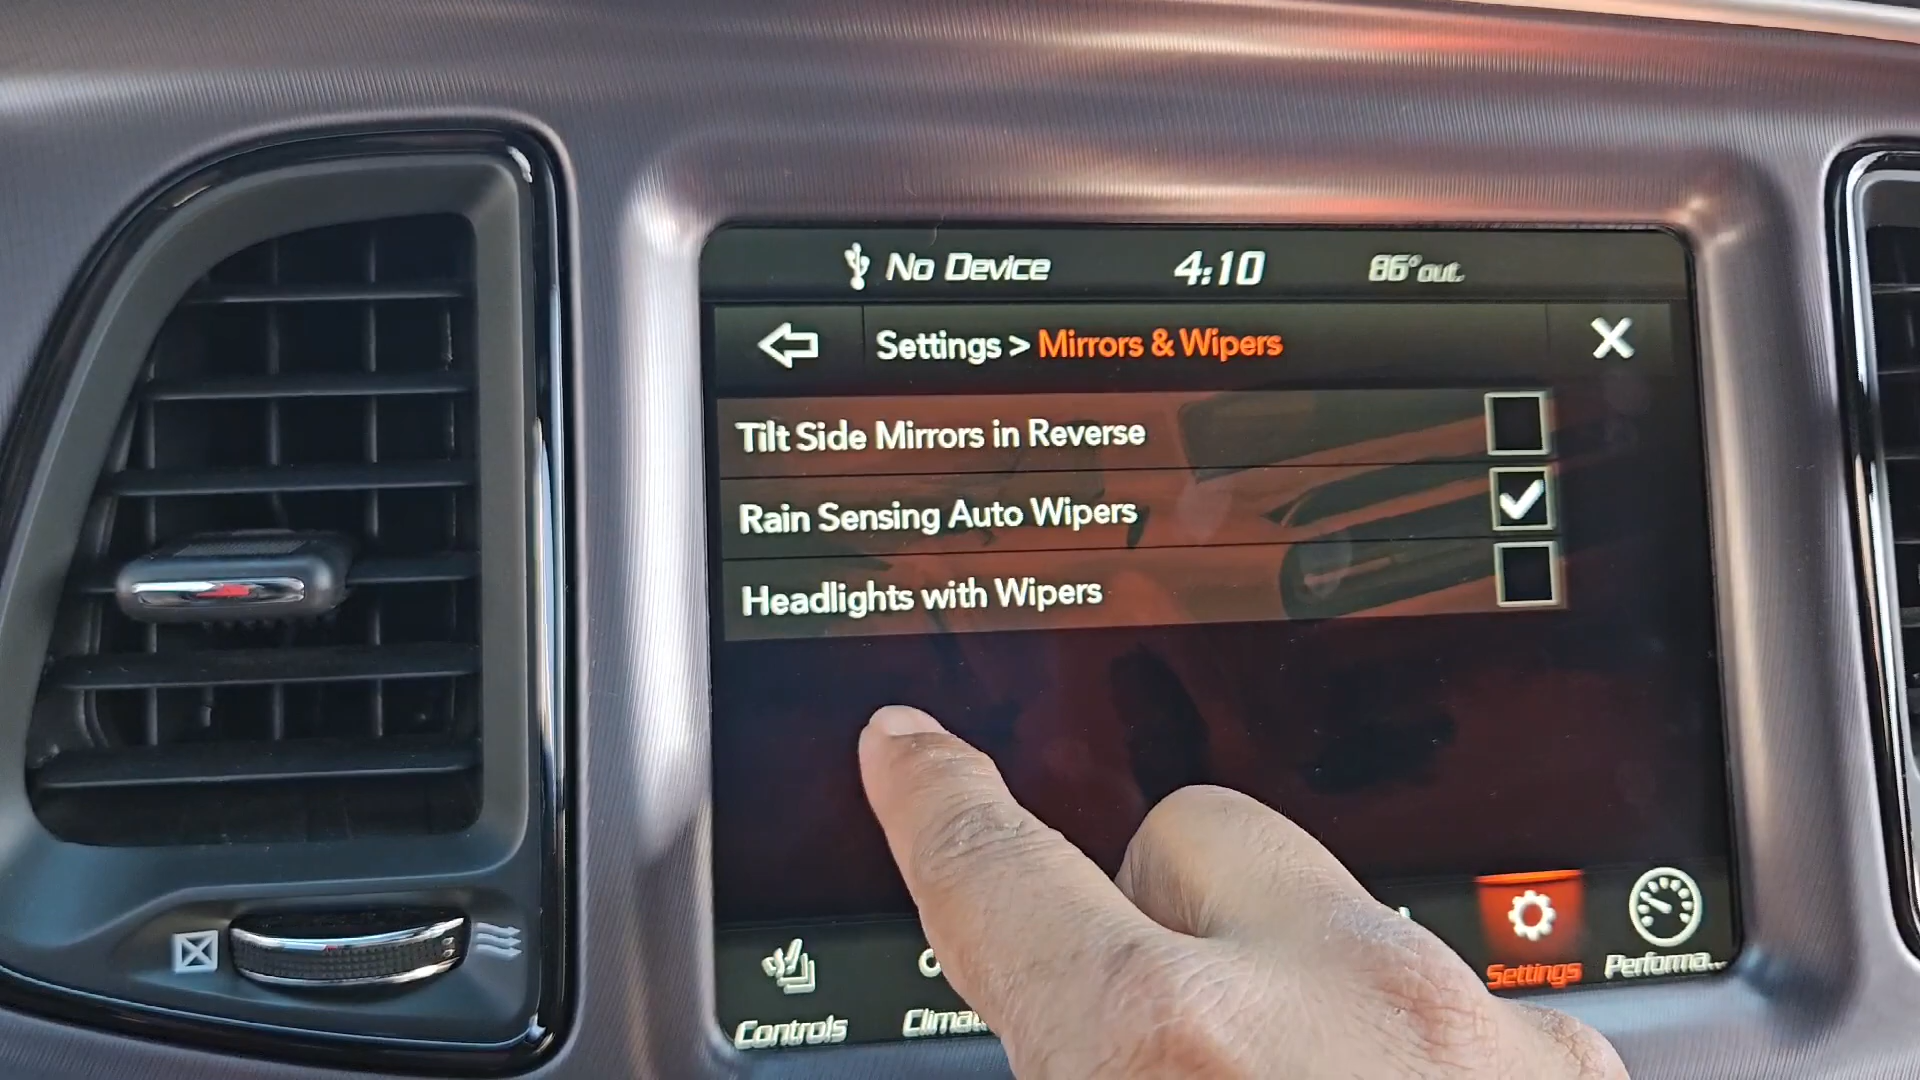 No Device 4:10 86° out.
Settings > Mirrors & Wipers
Tilt Side Mirrors in Reverse
Rain Sensing Auto Wipers
Headlights with Wipers
Controls Settings Performa...